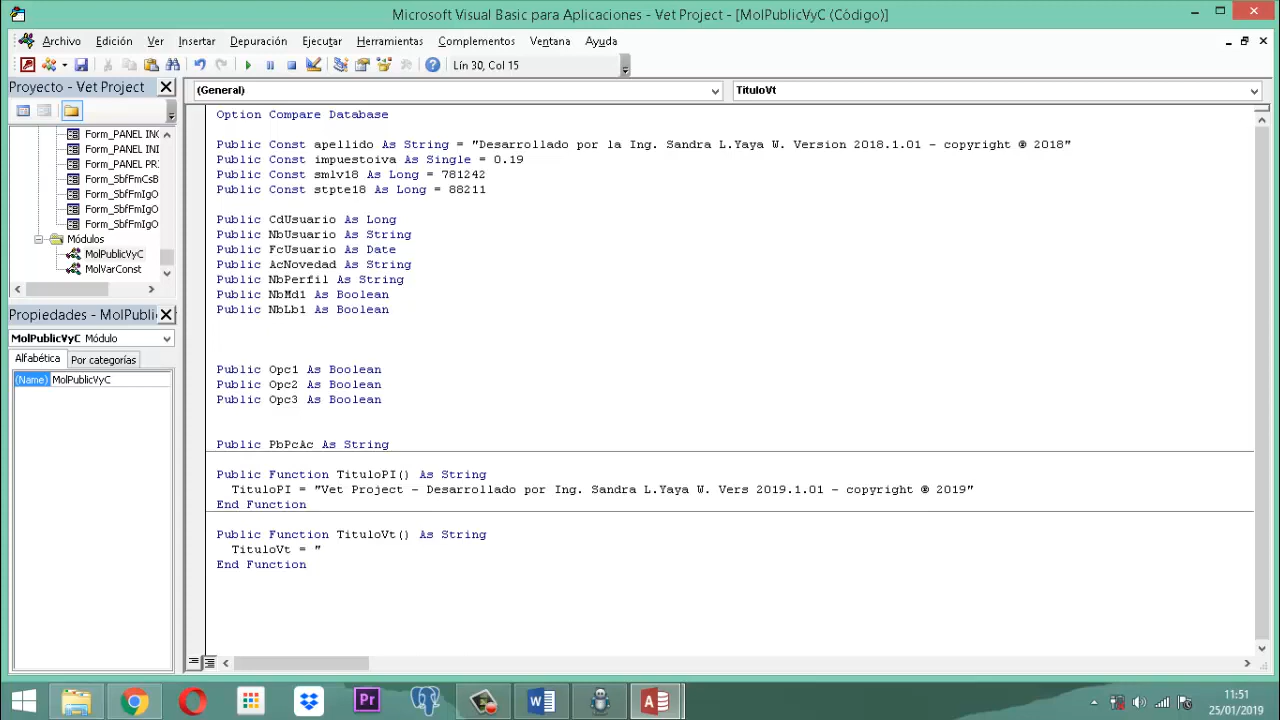 Microsoft Visual Basic para Aplicaciones - Vet Project - [MolPublicVyC (Código)]
Archivo Edición Ver Insertar Depuración Ejecutar Herramientas Complementos Ventana Ayuda
Lín 30, Col 15
Proyecto - Vet Project
Form_PANEL INC
Form_PANEL INI
Form_PANEL PR
Form_SbfFmCsB
Form_SbfFmIgO
Form_SbfFmIgO
Form_SbfFmIgO
Módulos
MolPublicVyC
MolVarConst
Propiedades - MolPublic
MolPublicVyC Módulo
Alfabética Por categorías
(Name) MolPublicVyC
(General) TituloVt
Option Compare Database
Public Const apellido As String = "Desarrollado por la Ing. Sandra L.Yaya W. Version 2018.1.01 - copyright @ 2018"
Public Const impuestoiva As Single = 0.19
Public Const smlv18 As Long = 781242
Public Const stpte18 As Long = 88211
Public CdUsuario As Long
Public NbUsuario As String
Public FcUsuario As Date
Public AcNovedad As String
Public NbPerfil As String
Public NbMd1 As Boolean
Public NbLb1 As Boolean
Public Opc1 As Boolean
Public Opc2 As Boolean
Public Opc3 As Boolean
Public PbPcAc As String
Public Function TituloPI() As String
TituloPI = "Vet Project - Desarrollado por Ing. Sandra L.Yaya W. Vers 2019.1.01 - copyright @ 2019"
End Function
Public Function TituloVt() As String
TituloVt = "
End Function
Pr
W
A
11:51
25/01/2019